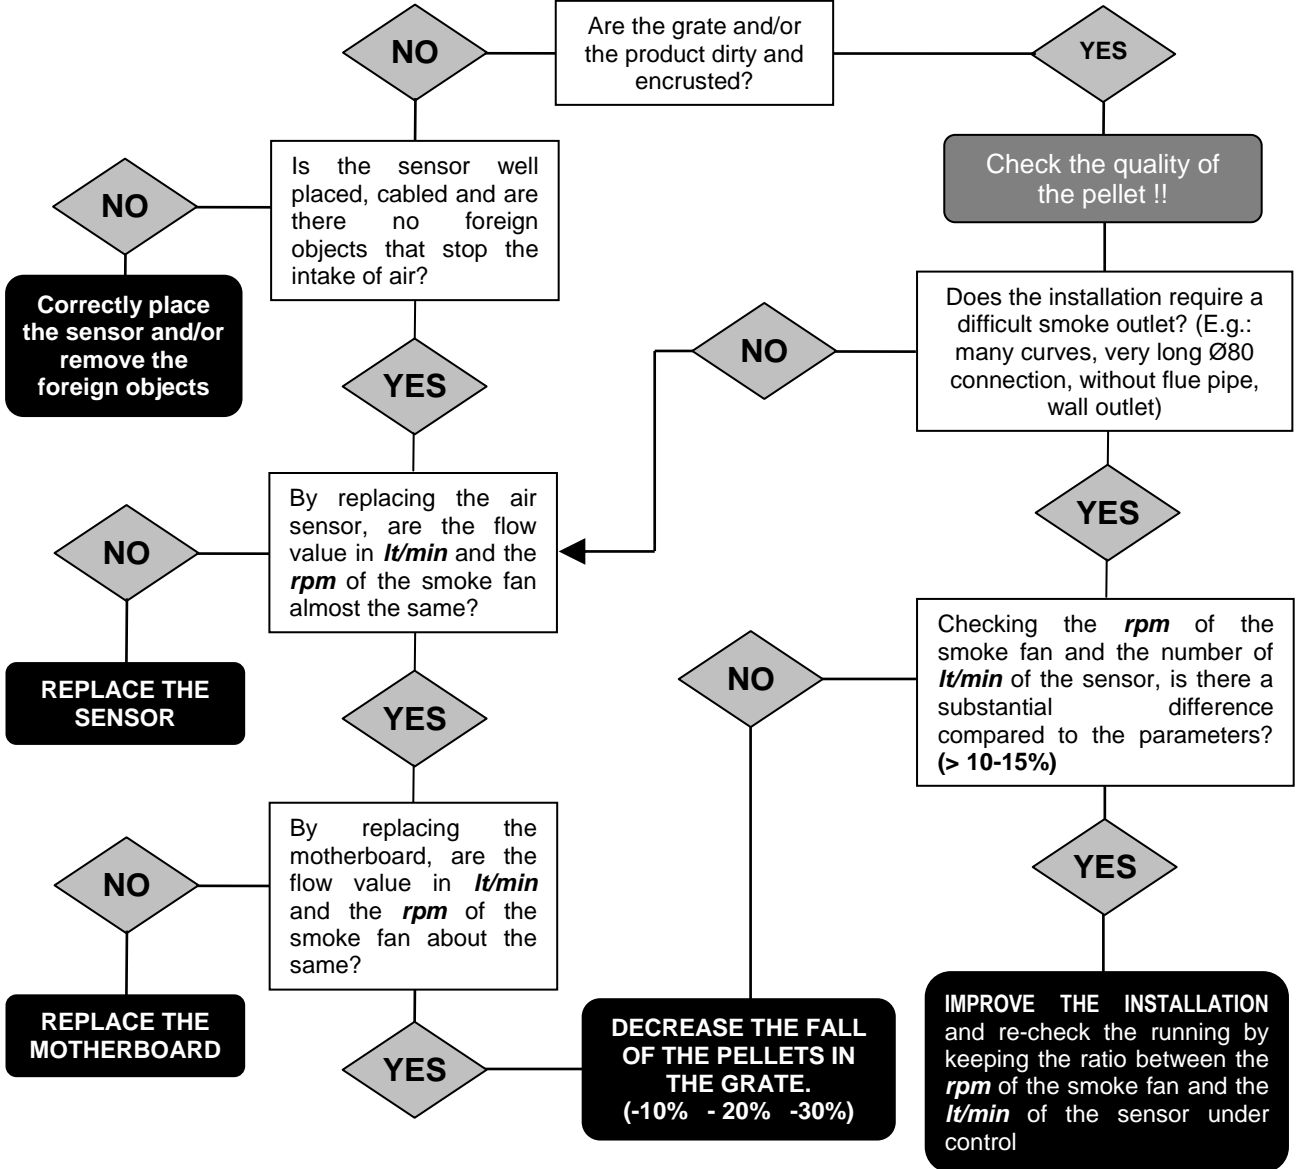 NO
Are the grate and/or
the product dirty and
encrusted?
YES
Is the sensor well
placed, cabled and are
there no foreign
objects that stop the
intake of air?
NO
Correctly place
the sensor and/or
remove the
foreign objects
YES
Check the quality of
the pellet !!
Does the installation require a
difficult smoke outlet? (E.g.:
many curves, very long Ø80
connection, without flue pipe,
wall outlet)
NO
YES
By replacing the air
sensor, are the flow
value in lt/min and the
rpm of the smoke fan
almost the same?
NO
REPLACE THE
SENSOR
YES
Checking the rpm of the
smoke fan and the number of
lt/min of the sensor, is there a
substantial difference
compared to the parameters?
(> 10-15%)
NO
YES
By replacing the
motherboard, are the
flow value in lt/min
and the rpm of the
smoke fan about the
same?
NO
REPLACE THE
MOTHERBOARD
YES
DECREASE THE FALL
OF THE PELLETS IN
THE GRATE.
(-10% - 20% -30%)
IMPROVE THE INSTALLATION
and re-check the running by
keeping the ratio between the
rpm of the smoke fan and the
lt/min of the sensor under
control